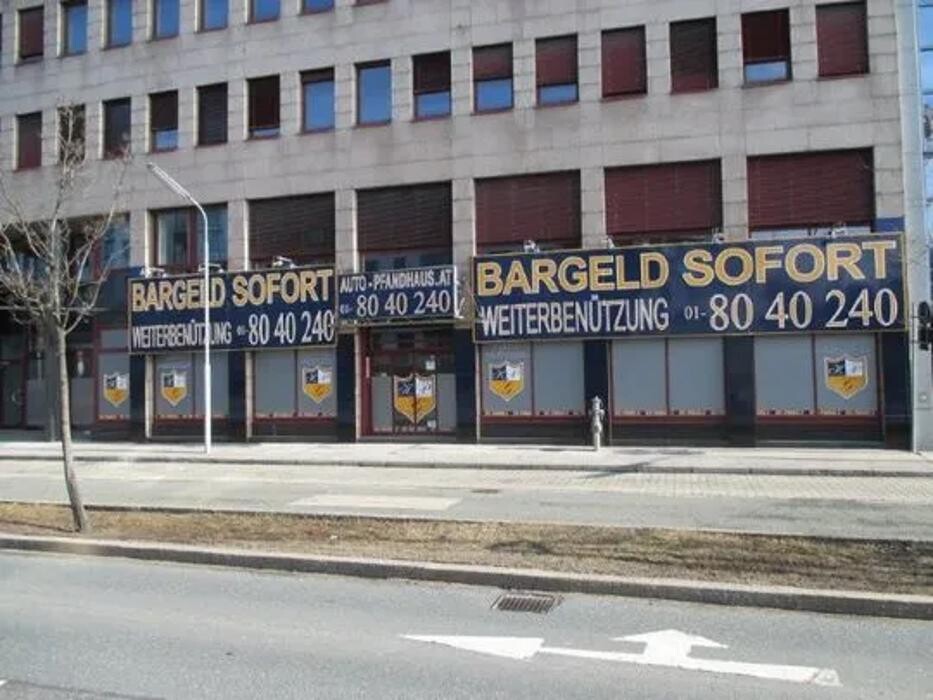 BARGELD SOFORT
WEITERBENÜTZUNG 01-80 40 240
AUTO-PFANDHAUS.AT
01-80 40 240
BARGELD SOFORT
WEITERBENÜTZUNG 01-80 40 240